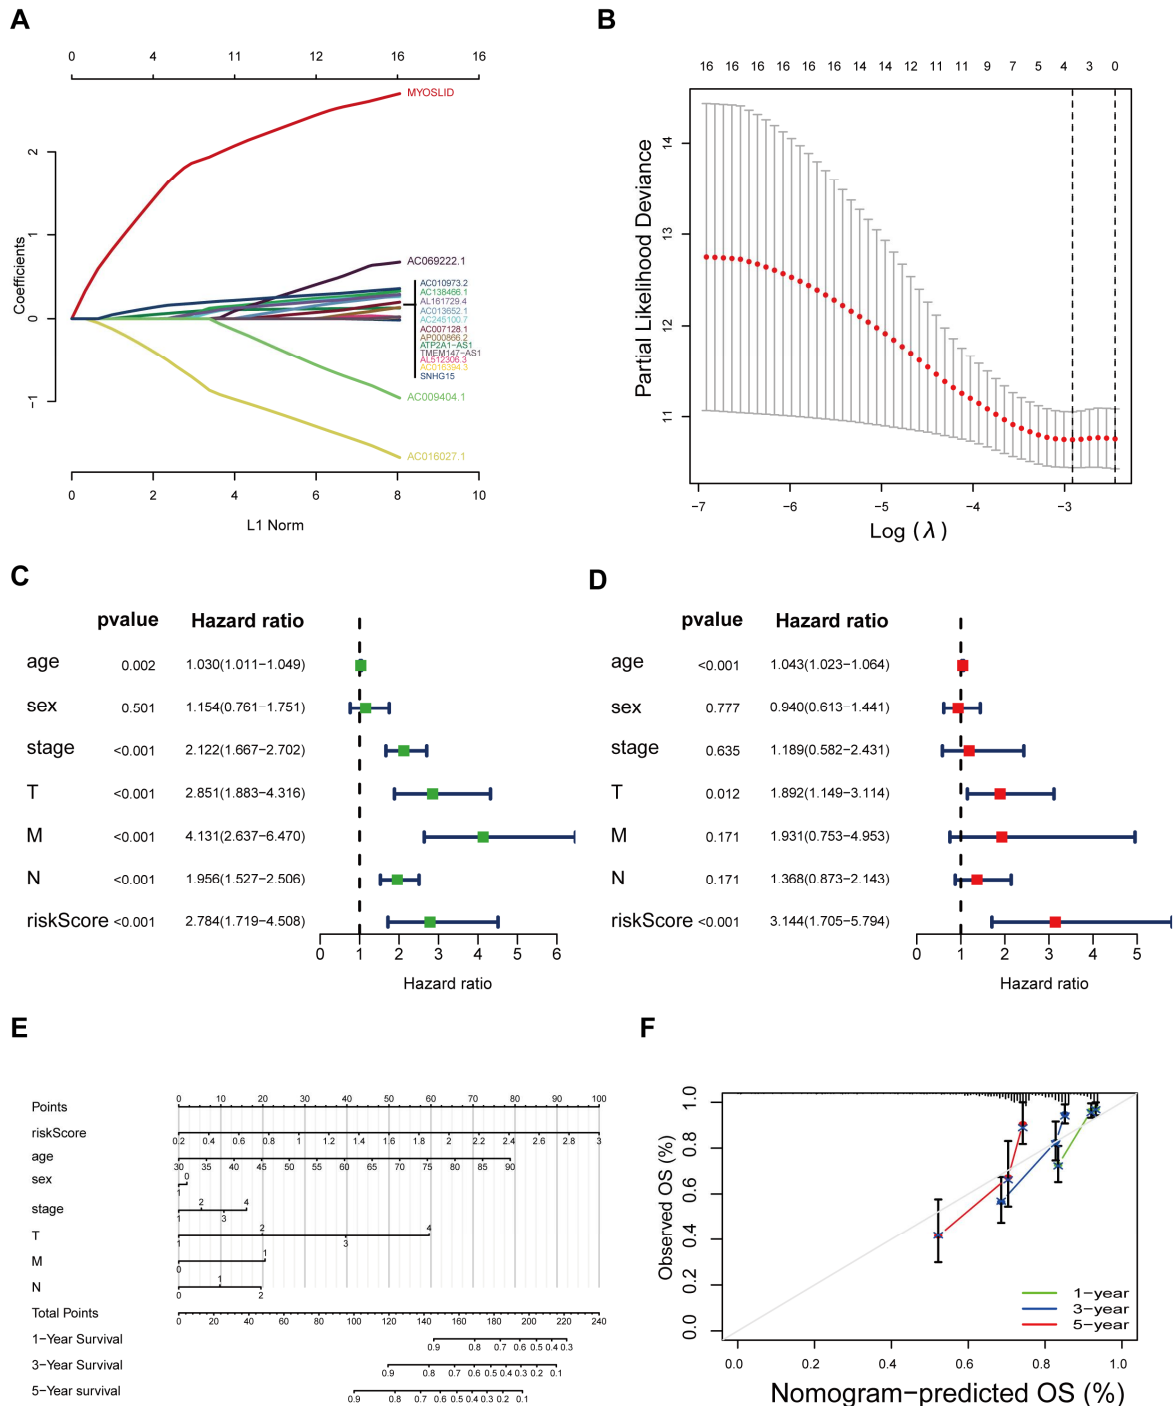 A
0 4 11 12 16 16
MYOSLID
AC069222.1
AC010973.2
AC138466.1
AL161729.4
AC013652.1
AC245100.7
AC007128.1
AP000866.2
ATP2A1−AS1
TMEM147−AS1
AL512306.3
AC018394.3
SNHG15
AC009404.1
AC016027.1
Coefficients
2
1
0
−1
0 2 4 6 8 10
L1 Norm
B
16 16 16 16 16 16 14 14 12 11 11 9 7 5 4 3 0
Partial Likelihood Deviance
14
13
12
11
−7 −6 −5 −4 −3
Log (λ)
C
pvalue Hazard ratio
age 0.002 1.030(1.011−1.049)
sex 0.501 1.154(0.761−1.751)
stage <0.001 2.122(1.667−2.702)
T <0.001 2.851(1.883−4.316)
M <0.001 4.131(2.637−6.470)
N <0.001 1.956(1.527−2.506)
riskScore <0.001 2.784(1.719−4.508)
0 1 2 3 4 5 6
Hazard ratio
D
pvalue Hazard ratio
age <0.001 1.043(1.023−1.064)
sex 0.777 0.940(0.613−1.441)
stage 0.635 1.189(0.582−2.431)
T 0.012 1.892(1.149−3.114)
M 0.171 1.931(0.753−4.953)
N 0.171 1.368(0.873−2.143)
riskScore <0.001 3.144(1.705−5.794)
0 1 2 3 4 5
Hazard ratio
E
Points 0 10 20 30 40 50 60 70 80 90 100
riskScore 0.2 0.4 0.6 0.8 1 1.2 1.4 1.6 1.8 2 2.2 2.4 2.6 2.8 3
age 30 35 40 45 50 55 60 65 70 75 80 85 90
sex 0
1
stage 2 4
1 3
T 2 4
1 3
M 1
0
N 1
0 2
Total Points 0 20 40 60 80 100 120 140 160 180 200 220 240
1−Year Survival 0.9 0.8 0.7 0.6 0.5 0.4 0.3
3−Year Survival 0.9 0.8 0.7 0.6 0.5 0.4 0.3 0.2 0.1
5−Year survival 0.9 0.8 0.7 0.6 0.5 0.4 0.3 0.2 0.1
F
Observed OS (%)
1.0
0.8
0.6
0.4
0.2
0.0
1−year
3−year
5−year
0.0 0.2 0.4 0.6 0.8 1.0
Nomogram−predicted OS (%)